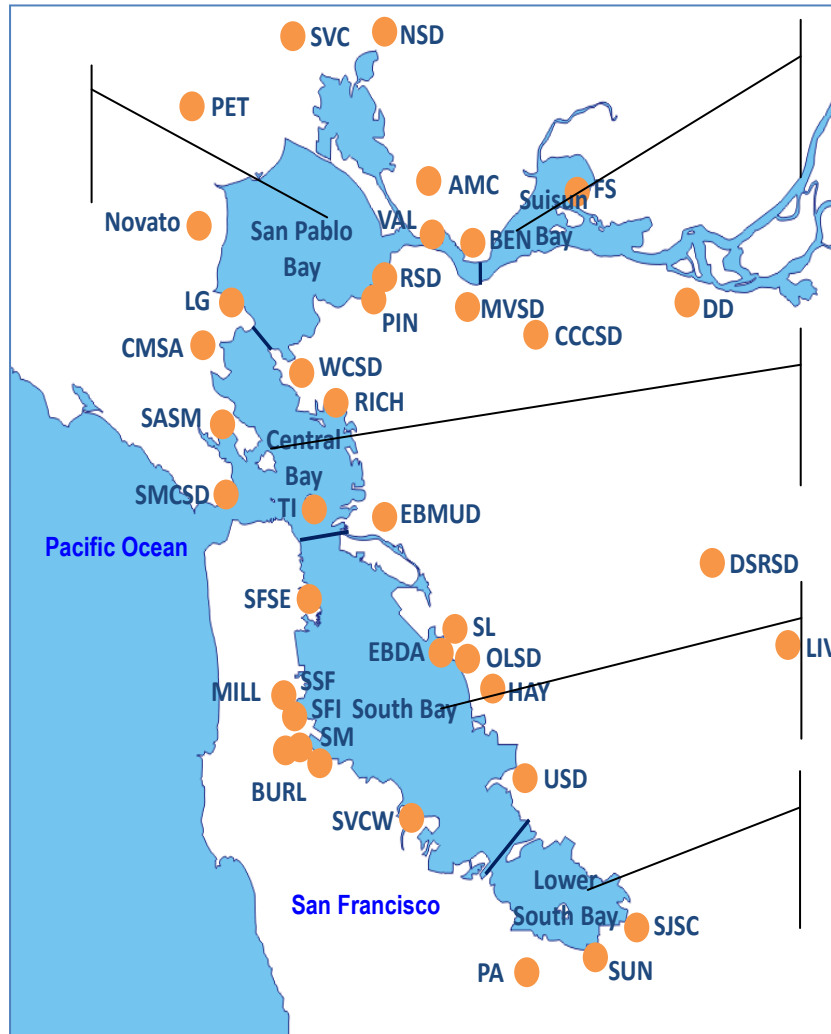 SVC
NSD
PET
AMC
FS
Suisun
Bay
Novato
VAL
BEN
San Pablo
Bay
RSD
LG
PIN
MVSD
DD
CMSA
CCCSD
WCSD
RICH
SASM
Central
Bay
SMCSD
TI
EBMUD
Pacific Ocean
DSRSD
SFSE
SL
EBDA
OLSD
LIV
MILL
SSF
HAY
SFI
South Bay
SM
BURL
USD
SVCW
Lower
South Bay
San Francisco
SJSC
PA
SUN